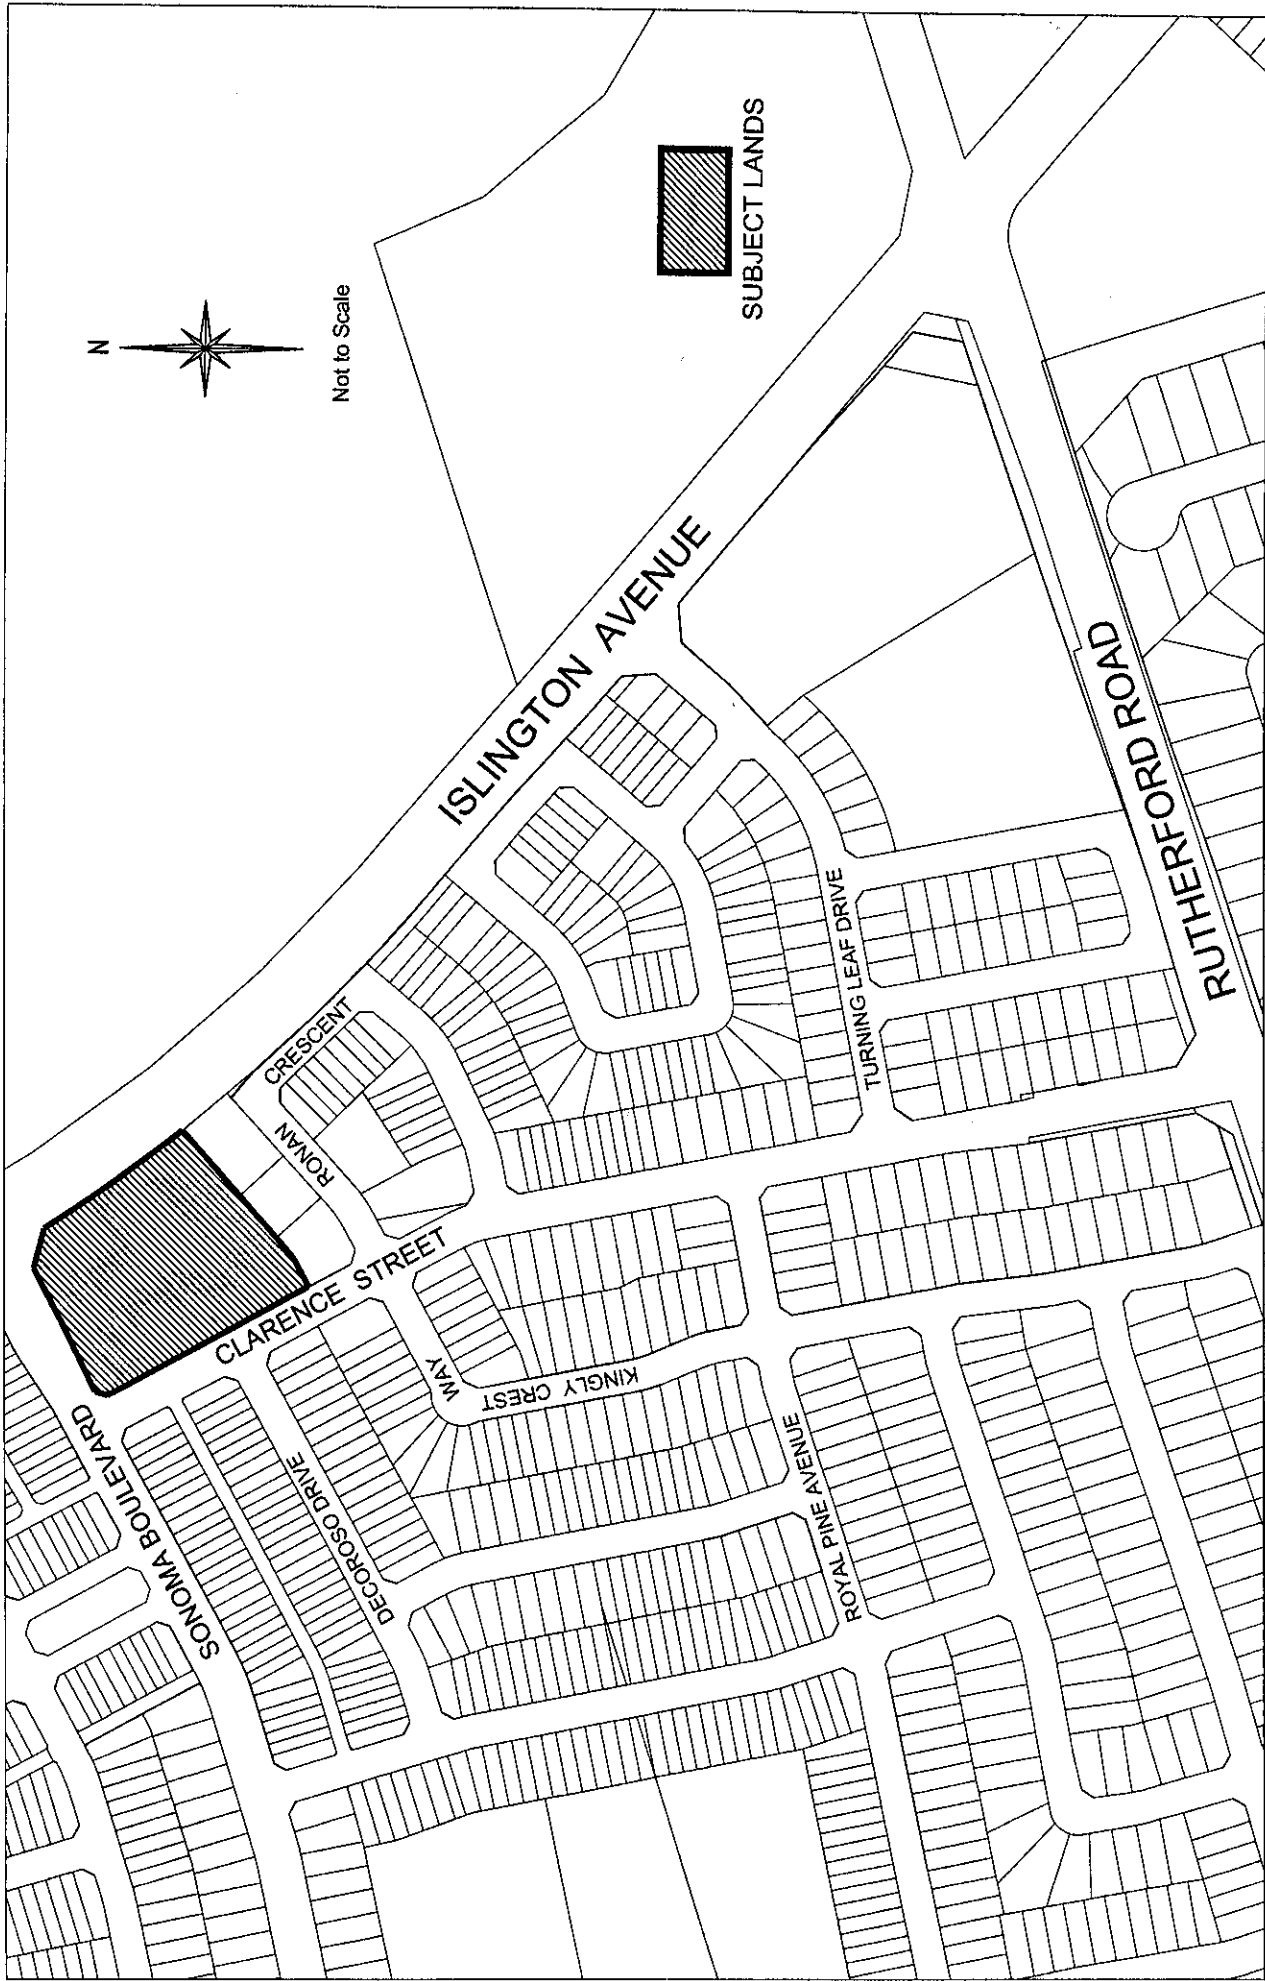 N
Not to Scale
SUBJECT LANDS
ISLINGTON AVENUE
RUTHERFORD ROAD
CRESCENT
RONAN
CLARENCE STREET
TURNING LEAF DRIVE
WAY
KINGLY CREST
SONOMA BOULEVARD
DECOROSO DRIVE
ROYAL PINE AVENUE